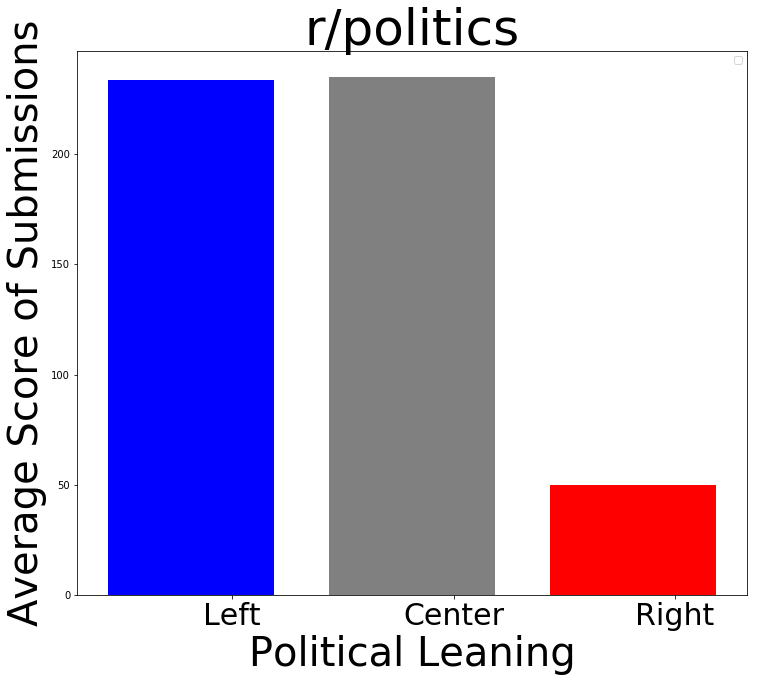 r/politics
Average Score of Submissions
200
150
100
50
0
Left
Center
Right
Political Leaning